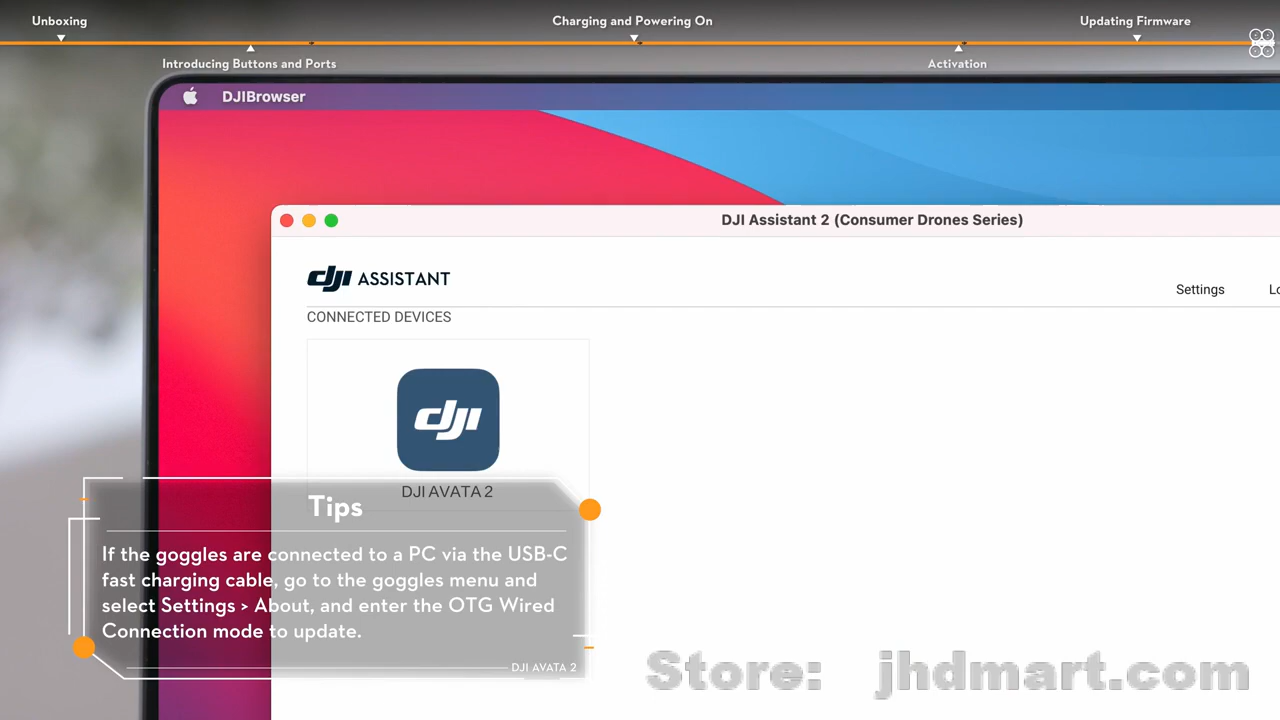 Unboxing
Charging and Powering On
Updating Firmware
Introducing Buttons and Ports
Activation
DJIBrowser
DJI Assistant 2 (Consumer Drones Series)
dji ASSISTANT
Settings
CONNECTED DEVICES
dji
DJI AVATA 2
Tips
If the goggles are connected to a PC via the USB-C
fast charging cable, go to the goggles menu and
select Settings > About, and enter the OTG Wired
Connection mode to update.
DJI AVATA 2
Store: jhdmart.com